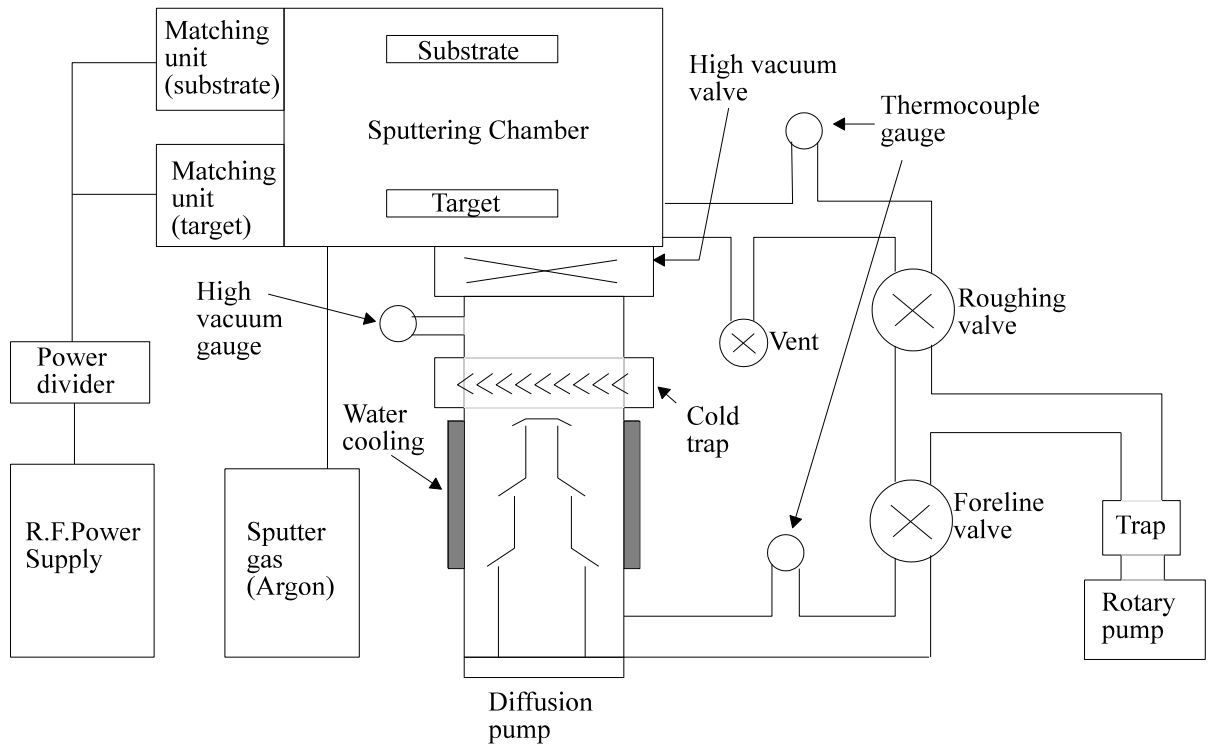 Matching
unit
(substrate)
Substrate
High vacuum
valve
Thermocouple
gauge
Sputtering Chamber
Matching
unit
(target)
Target
High
vacuum
gauge
Roughing
valve
Vent
Power
divider
Water
cooling
Cold
trap
R.F.Power
Supply
Sputter
gas
(Argon)
Foreline
valve
Trap
Rotary
pump
Diffusion
pump